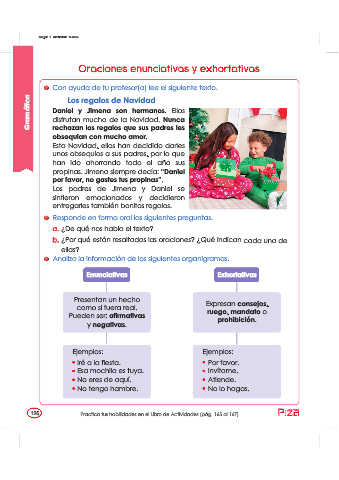 Oraciones enunciativas y exhortativas
Gramática
Con ayuda de tu profesor(a) lee el siguiente texto.
Los regalos de Navidad
Daniel y Jimena son hermanos. Ellos
disfrutan mucho de la Navidad. Nunca
rechazan los regalos que sus padres les
obsequian con mucho amor.
Esta Navidad, ellos han decidido darles
unos obsequios a sus padres, por lo que
han ido ahorrando todo el año sus
propinas. Jimena siempre decía: "Daniel
por favor, no gastes tus propinas".
Los padres de Jimena y Daniel se
sintieron emocionados y decidieron
entregarles también bonitos regalos.
Responde en forma oral las siguientes preguntas.
a. ¿De qué nos habla el texto?
b. ¿Por qué están resaltadas las oraciones? ¿Qué indican cada una de
ellas?
Analiza la información de los siguientes organigramas.
Enunciativas
Presentan un hecho
como si fuera real.
Pueden ser: afirmativas
y negativas.
Ejemplos:
• Iré a la fiesta.
• Esa mochila es tuya.
• No eres de aquí.
• No tengo hambre.
Exhortativas
Expresan consejos,
ruego, mandato o
prohibición.
Ejemplos:
• Por favor.
• Invítame.
• Atiende.
• No lo hagas.
Practica tus habilidades en el Libro de Actividades (pág. 165 al 167)